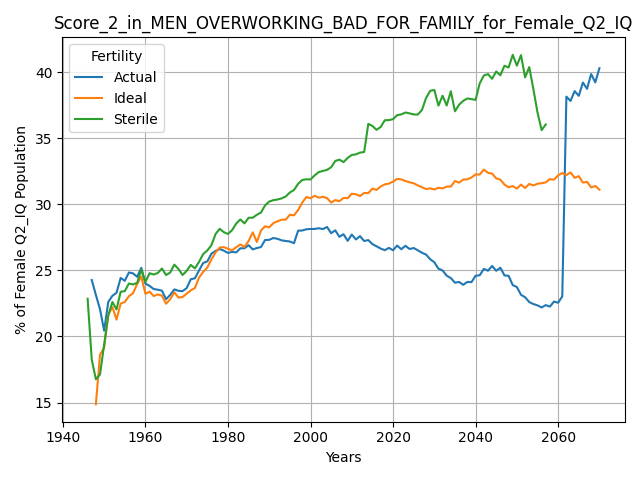 Score_2_in_MEN_OVERWORKING_BAD_FOR_FAMILY_for_Female_Q2_IQ
Fertility
Actual
Ideal
Sterile
% of Female Q2_IQ Population
40
35
30
25
20
15
1940
1960
1980
2000
2020
2040
2060
Years